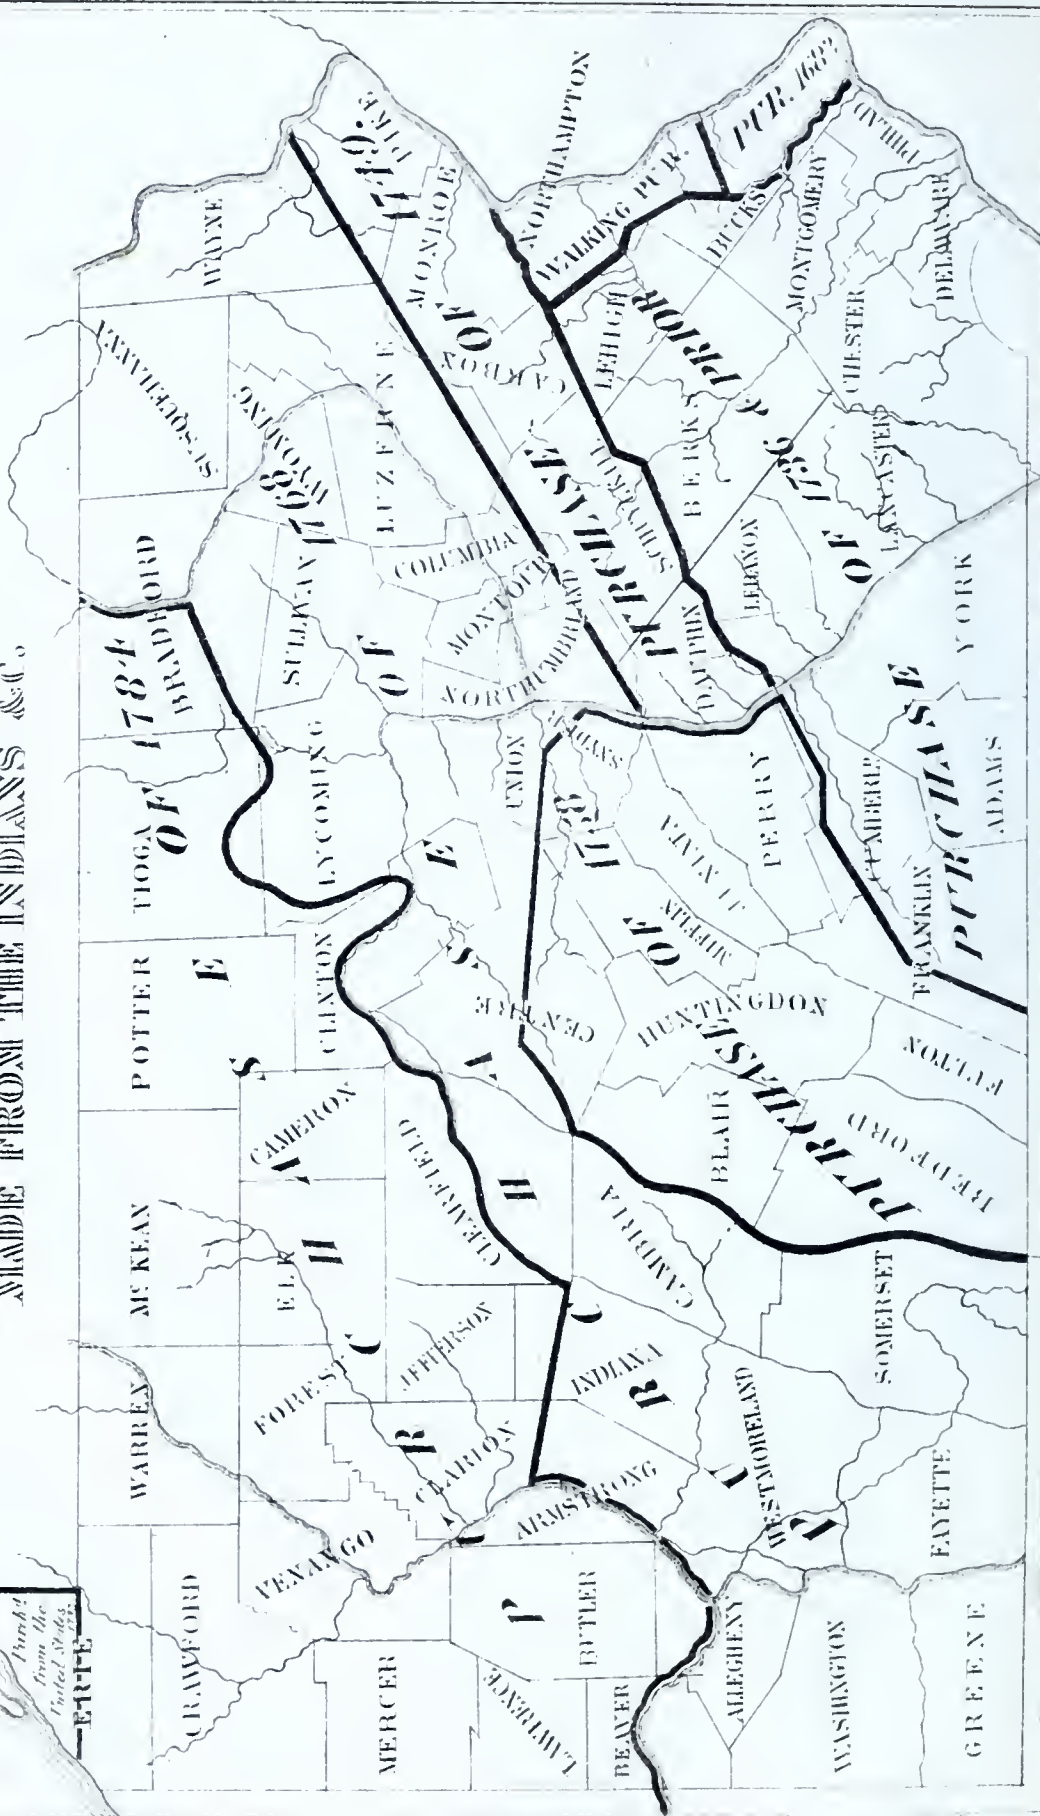 MADE FROM THE INDIANS &C.
Purch'd
from the
United States
ERIE
CRAWFORD
WARREN
Mc KEAN
POTTER
TIOGA
BRADFORD
SUSQUEHANNA
WAYNE
PURCHASE OF 1784
MERCER
VENANGO
FOREST
ELK
CAMERON
CLINTON
LYCOMING
SULLIVAN
WYOMING
LUZERNE
PIKE
MONROE
LAWRENCE
BUTLER
CLARION
JEFFERSON
CLEARFIELD
CENTRE
UNION
SNYDER
NORTHUMBERLAND
MONTOUR
COLUMBIA
CARBON
NORTHAMPTON
PURCHASE OF 1768
PURCHASE OF 1749.
BEAVER
ARMSTRONG
INDIANA
CAMBRIA
BLAIR
HUNTINGDON
MIFFLIN
JUNIATA
PERRY
DAUPHIN
SCHUYLKILL
LEHIGH
WALKING PUR.
PURCHASE OF 1758
ALLEGHENY
WESTMORELAND
LEBANON
BERKS
BUCKS
PUR. 1682
MONTGOMERY
PHILAD
WASHINGTON
SOMERSET
BEDFORD
FULTON
FRANKLIN
CUMBERLD
LANCASTER
CHESTER
DELAWARE
GREENE
FAYETTE
ADAMS
YORK
PURCHASE OF 1736 & PRIOR